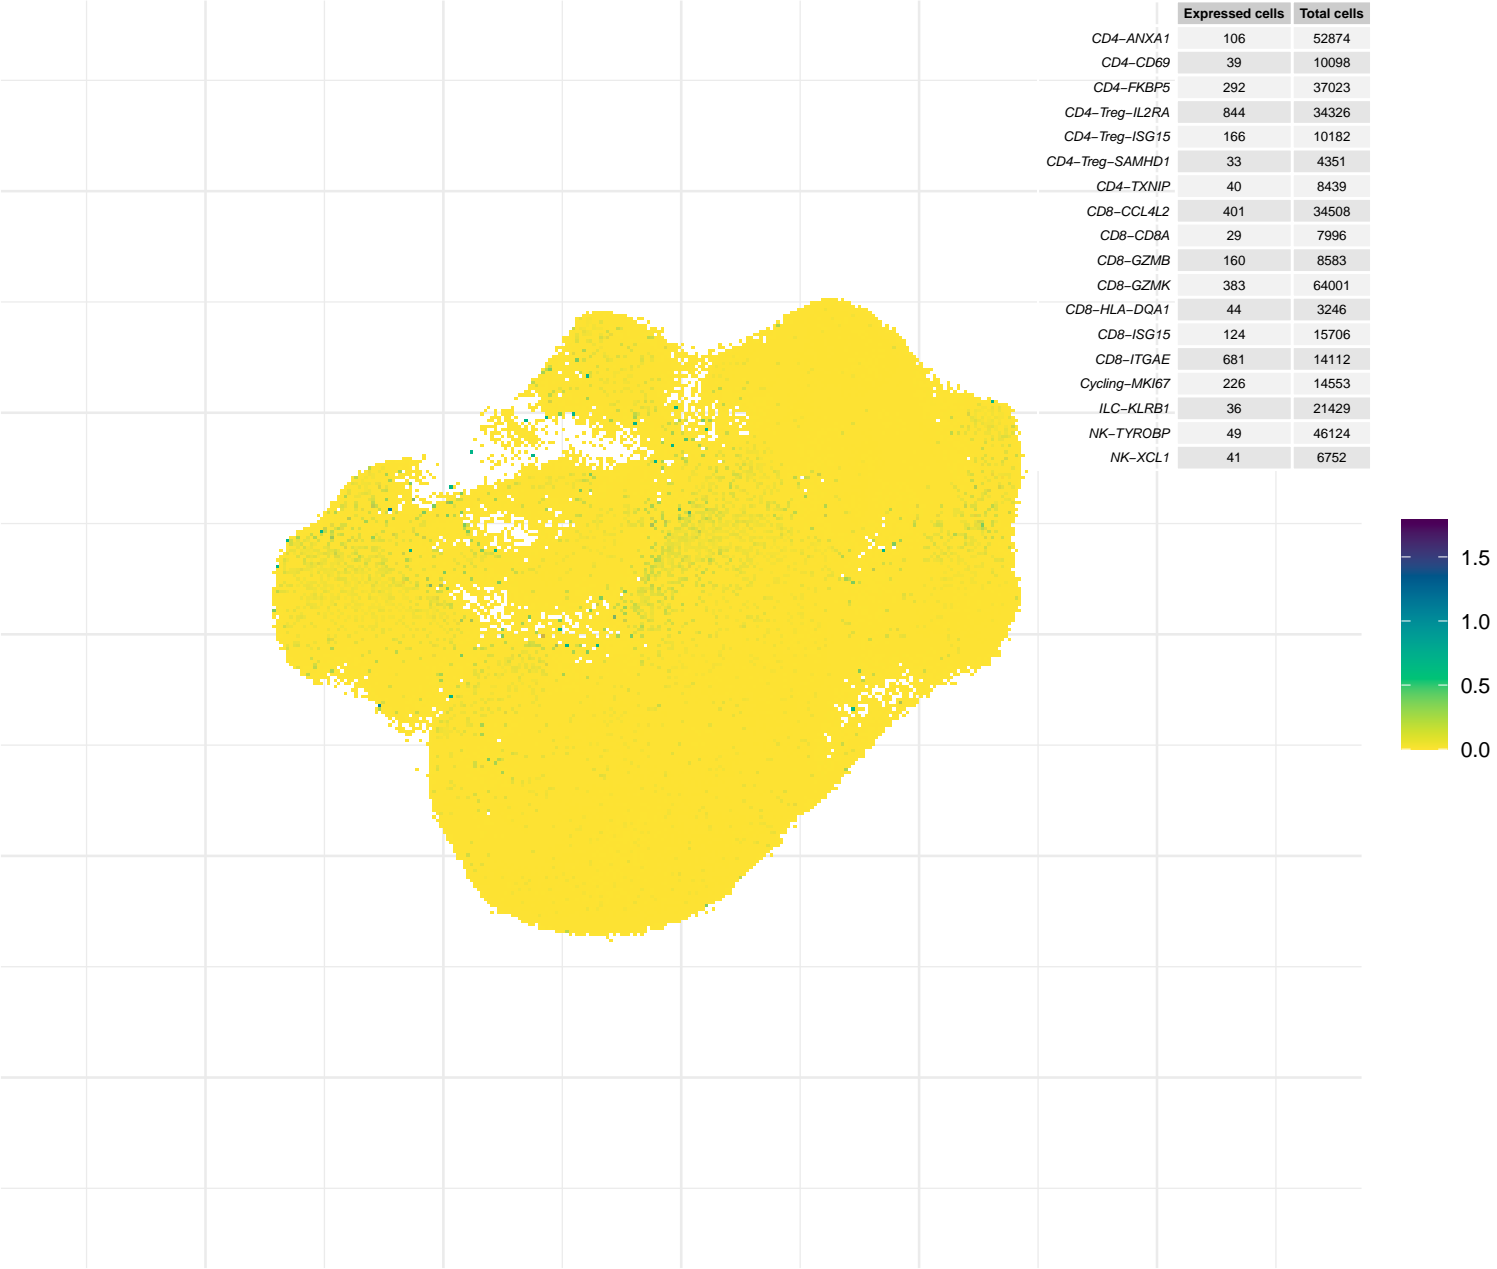 Expressed cells Total cells
CD4−ANXA1 106 52874
CD4−CD69 39 10098
CD4−FKBP5 292 37023
CD4−Treg−IL2RA 844 34326
CD4−Treg−ISG15 166 10182
CD4−Treg−SAMHD1 33 4351
CD4−TXNIP 40 8439
CD8−CCL4L2 401 34508
CD8−CD8A 29 7996
CD8−GZMB 160 8583
CD8−GZMK 383 64001
CD8−HLA−DQA1 44 3246
CD8−ISG15 124 15706
CD8−ITGAE 681 14112
Cycling−MKI67 226 14553
ILC−KLRB1 36 21429
NK−TYROBP 49 46124
NK−XCL1 41 6752
1.5
1.0
0.5
0.0